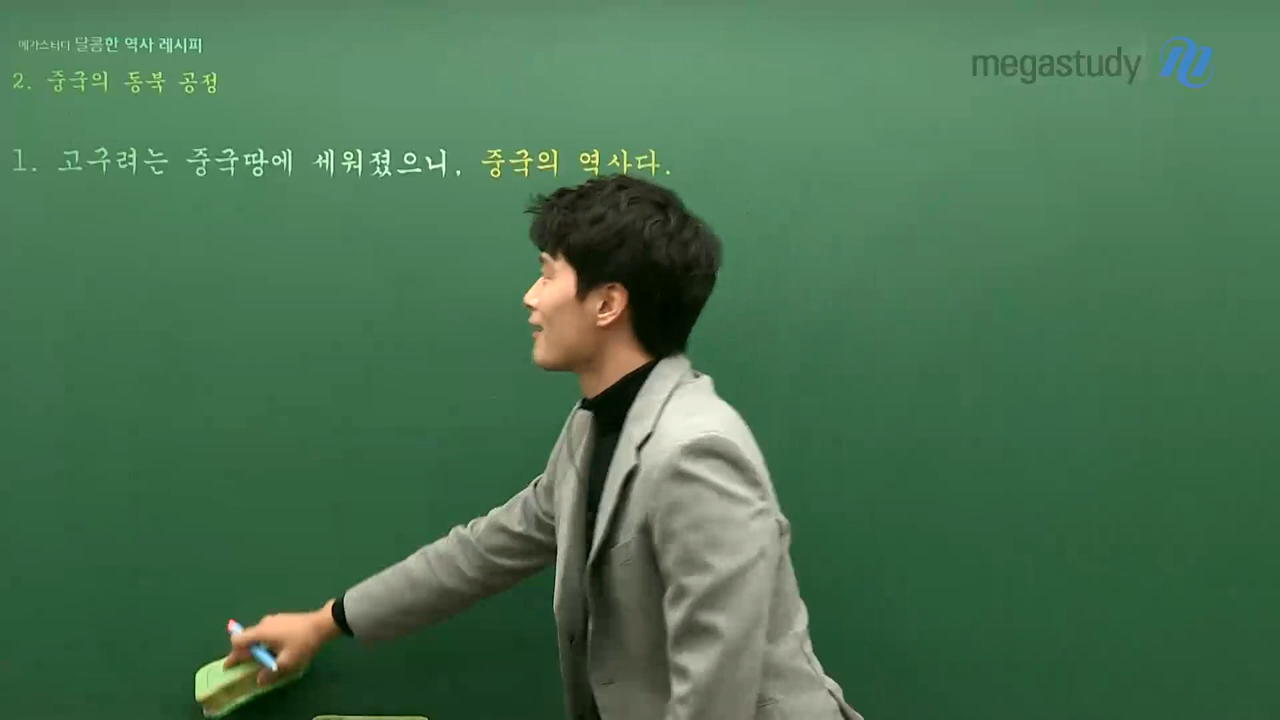 메가스터디 달콤한 역사 레시피
megastudy
2. 중국의 동북 공정
1. 고구려는 중국땅에 세워졌으니, 중국의 역사다.